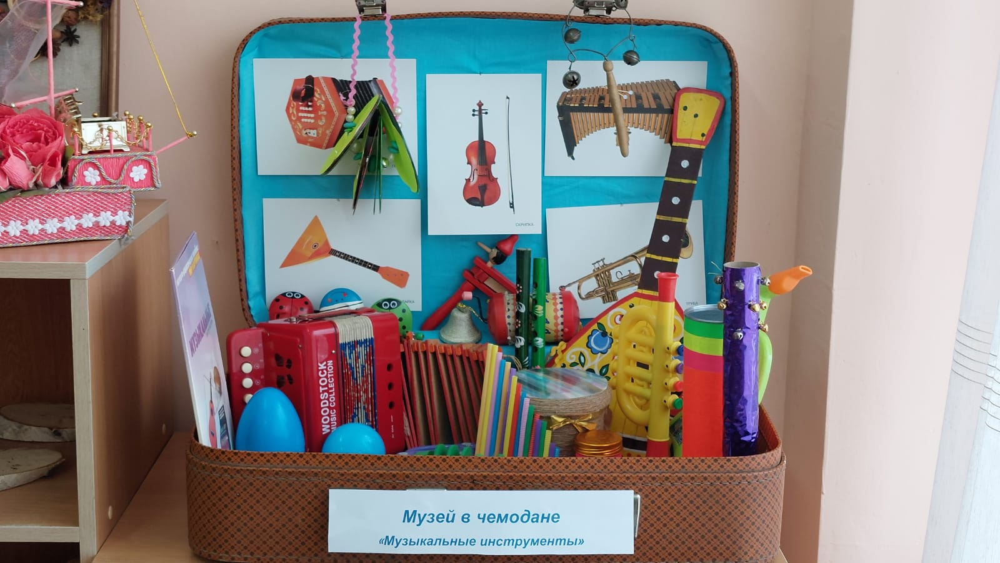 СКРИПКА
ТРУБА
WOODSTOCK
MUSIC COLLECTION
Музей в чемодане
«Музыкальные инструменты»